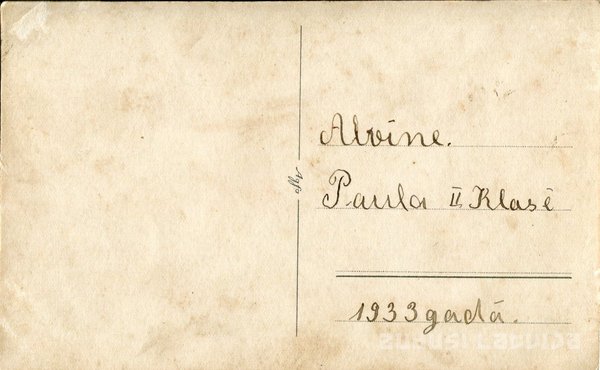 Alvine.
Paula II Klasē
1933 gadā.